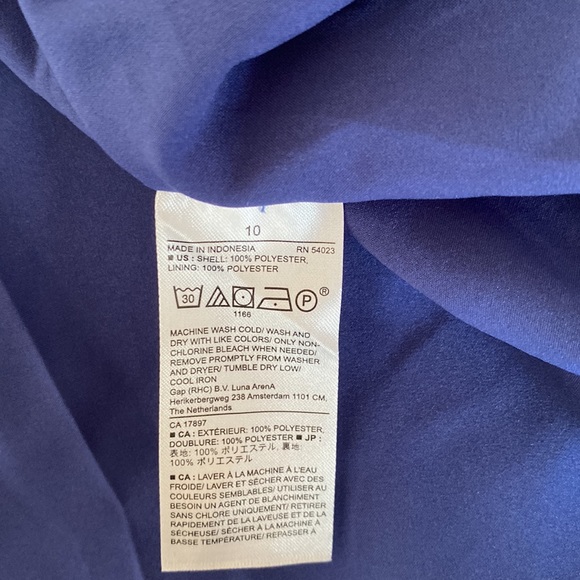 10
MADE IN INDONESIA RN 54023
■ US : SHELL: 100% POLYESTER,
LINING: 100% POLYESTER
30 P ®
1166
MACHINE WASH COLD/ WASH AND
DRY WITH LIKE COLORS/ ONLY NON-
CHLORINE BLEACH WHEN NEEDED/
REMOVE PROMPTLY FROM WASHER
AND DRYER/ TUMBLE DRY LOW/
COOL IRON
Gap (RHC) B.V. Luna ArenA
Herikerbergweg 238 Amsterdam 1101 CM,
The Netherlands
CA 17897
■ CA : EXTÉRIEUR: 100% POLYESTER,
DOUBLURE: 100% POLYESTER ■ JP :
表地: 100% ポリエステル, 裏地:
100% ポリエステル
■ CA : LAVER À LA MACHINE À L'EAU
FROIDE/ LAVER ET SÉCHER AVEC DES
COULEURS SEMBLABLES/ UTILISER AU
BESOIN UN AGENT DE BLANCHIMENT
SANS CHLORE UNIQUEMENT/ RETIRER
RAPIDEMENT DE LA LAVEUSE ET DE LA
SÉCHEUSE/ SÉCHER À LA MACHINE À
BASSE TEMPÉRATURE/ REPASSER À